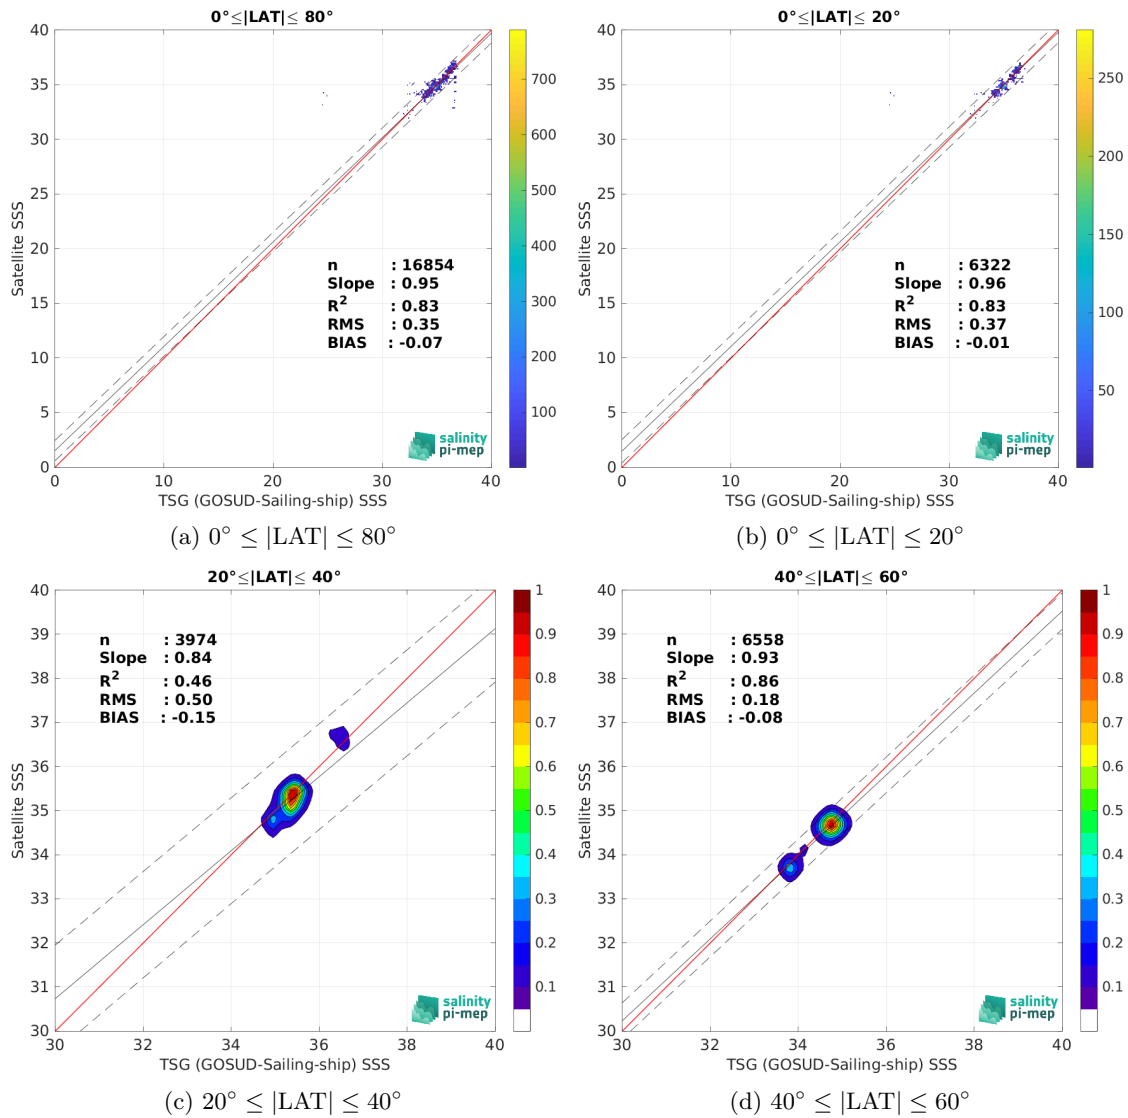 0°≤|LAT|≤ 80°
40
35
30
25
20
15
10
5
0
0
10
20
30
40
Satellite SSS
TSG (GOSUD-Sailing-ship) SSS
n : 16854
Slope : 0.95
R2 : 0.83
RMS : 0.35
BIAS : -0.07
salinity
pi-mep
700
600
500
400
300
200
100
(a) 0° ≤ |LAT| ≤ 80°
0°≤|LAT|≤ 20°
40
35
30
25
20
15
10
5
0
0
10
20
30
40
Satellite SSS
TSG (GOSUD-Sailing-ship) SSS
n : 6322
Slope : 0.96
R2 : 0.83
RMS : 0.37
BIAS : -0.01
salinity
pi-mep
250
200
150
100
50
(b) 0° ≤ |LAT| ≤ 20°
20°≤|LAT|≤ 40°
40
39
38
37
36
35
34
33
32
31
30
30
32
34
36
38
40
Satellite SSS
TSG (GOSUD-Sailing-ship) SSS
n : 3974
Slope : 0.84
R2 : 0.46
RMS : 0.50
BIAS : -0.15
salinity
pi-mep
1
0.9
0.8
0.7
0.6
0.5
0.4
0.3
0.2
0.1
(c) 20° ≤ |LAT| ≤ 40°
40°≤|LAT|≤ 60°
40
39
38
37
36
35
34
33
32
31
30
30
32
34
36
38
40
Satellite SSS
TSG (GOSUD-Sailing-ship) SSS
n : 6558
Slope : 0.93
R2 : 0.86
RMS : 0.18
BIAS : -0.08
salinity
pi-mep
1
0.9
0.8
0.7
0.6
0.5
0.4
0.3
0.2
0.1
(d) 40° ≤ |LAT| ≤ 60°